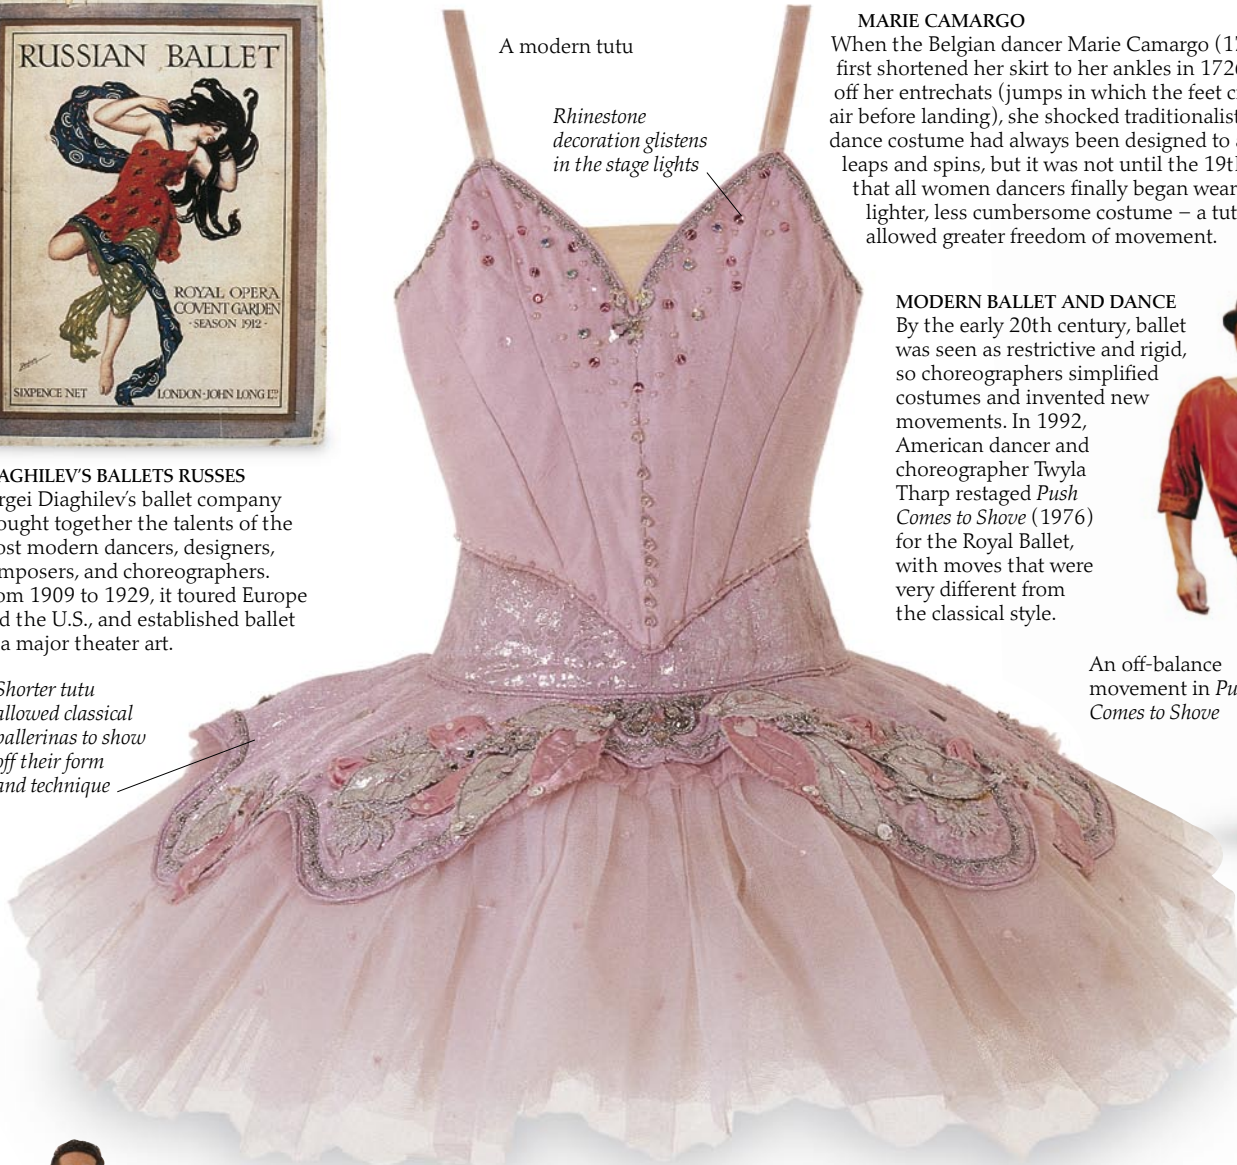 RUSSIAN BALLET
ROYAL OPERA
COVENT GARDEN
- SEASON 1912 -
SIXPENCE NET
LONDON · JOHN LONG LTD
AGHILEV'S BALLETS RUSSES
rgei Diaghilev's ballet company
ought together the talents of the
ost modern dancers, designers,
mposers, and choreographers.
om 1909 to 1929, it toured Europe
d the U.S., and established ballet
a major theater art.
Shorter tutu
allowed classical
ballerinas to show
off their form
and technique
A modern tutu
Rhinestone
decoration glistens
in the stage lights
MARIE CAMARGO
When the Belgian dancer Marie Camargo (17
first shortened her skirt to her ankles in 1726
off her entrechats (jumps in which the feet c
air before landing), she shocked traditionalist
dance costume had always been designed to a
leaps and spins, but it was not until the 19th
that all women dancers finally began wear
lighter, less cumbersome costume – a tut
allowed greater freedom of movement.
MODERN BALLET AND DANCE
By the early 20th century, ballet
was seen as restrictive and rigid,
so choreographers simplified
costumes and invented new
movements. In 1992,
American dancer and
choreographer Twyla
Tharp restaged Push
Comes to Shove (1976)
for the Royal Ballet,
with moves that were
very different from
the classical style.
An off-balance
movement in Pu
Comes to Shove